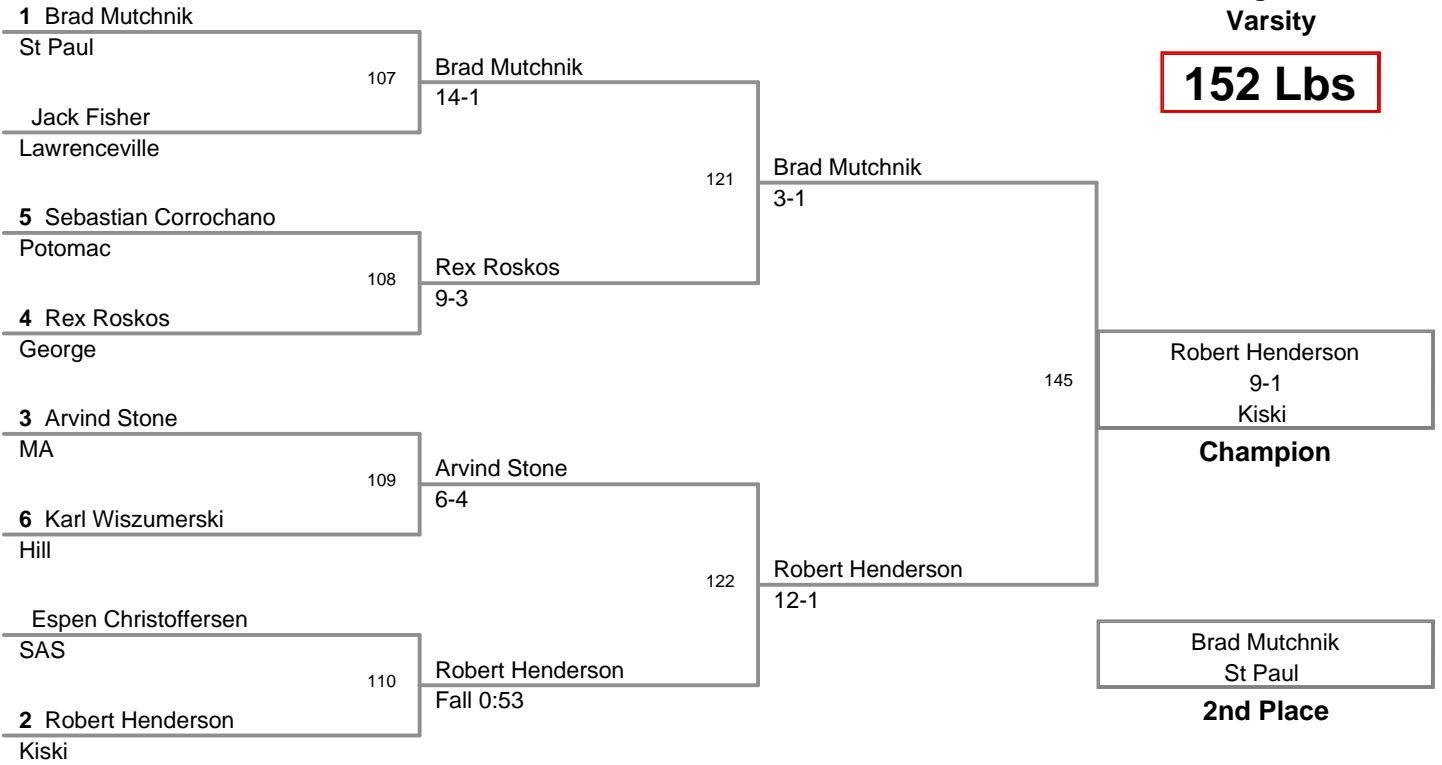 1 Brad Mutchnik
St Paul
107
Jack Fisher
Lawrenceville
5 Sebastian Corrochano
Potomac
108
4 Rex Roskos
George
3 Arvind Stone
MA
109
6 Karl Wiszumerski
Hill
Espen Christoffersen
SAS
110
2 Robert Henderson
Kiski
Brad Mutchnik
14-1
121
Rex Roskos
9-3
Arvind Stone
6-4
122
Robert Henderson
Fall 0:53
Brad Mutchnik
3-1
145
Robert Henderson
12-1
Varsity
152 Lbs
Robert Henderson
9-1
Kiski
Champion
Brad Mutchnik
St Paul
2nd Place